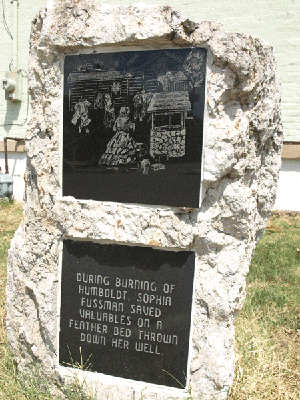 DURING BURNING OF
HUMBOLDT, SOPHIA
FUSSMAN SAVED
VALUABLES ON A
FEATHER BED THROWN
DOWN HER WELL.